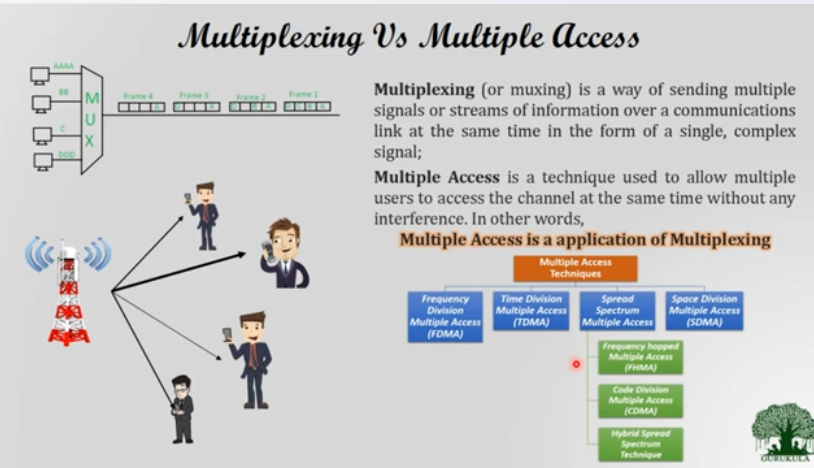 Multiplexing Vs Multiple Access
AAAA
BB
C
DDD
M
U
X
Frame 4
Frame 3
Frame 2
Frame 1
Multiplexing (or muxing) is a way of sending multiple
signals or streams of information over a communications
link at the same time in the form of a single, complex
signal;
Multiple Access is a technique used to allow multiple
users to access the channel at the same time without any
interference. In other words,
Multiple Access is a application of Multiplexing
Multiple Access
Techniques
Frequency
Division
Multiple Access
(FDMA)
Time Division
Multiple Access
(TDMA)
Spread
Spectrum
Multiple Access
Space Division
Multiple Access
(SDMA)
Frequency hopped
Multiple Access
(FHMA)
Code Division
Multiple Access
(CDMA)
Hybrid Spread
Spectrum
Technique
GURUKULA